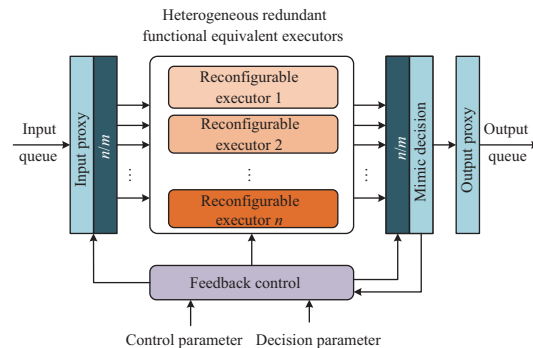 Heterogeneous redundant
functional equivalent executors
Input
queue
Input proxy
n/m
Reconfigurable
executor 1
Reconfigurable
executor 2
...
...
...
Reconfigurable
executor n
n/m
Mimic decision
Output proxy
Output
queue
Feedback control
Control parameter
Decision parameter